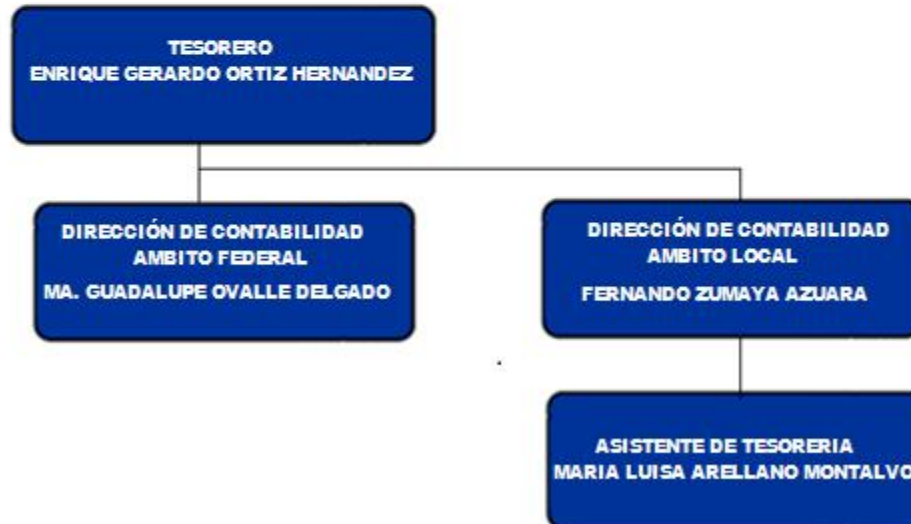 TESORERO
ENRIQUE GERARDO ORTIZ HERNANDEZ
DIRECCIÓN DE CONTABILIDAD
AMBITO FEDERAL
MA. GUADALUPE OVALLE DELGADO
DIRECCIÓN DE CONTABILIDAD
AMBITO LOCAL
FERNANDO ZUMAYA AZUARA
ASISTENTE DE TESORERIA
MARIA LUISA ARELLANO MONTALVO